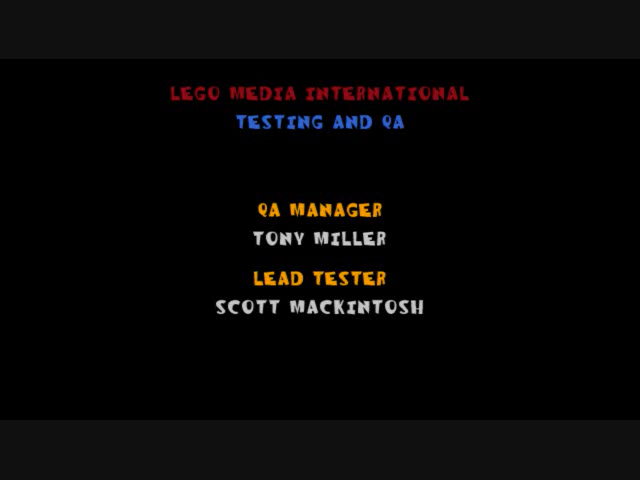 LEGO MEDIA INTERNATIONAL
TESTING AND QA
QA MANAGER
TONY MILLER
LEAD TESTER
SCOTT MACKINTOSH